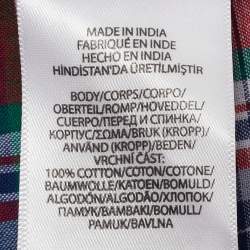 MADE IN INDIA
FABRIQUÉ EN INDE
HECHO EN INDIA
HİNDİSTAN'DA ÜRETİLMİŞTİR
BODY/CORPS/CORPO/
OBERTEIL/ROMP/HOVEDDEL/
CUERPO/ПЕРЕД И СПИНКА/
КОРПУС/ΣΩΜΑ/BRUK (KROPP)/
ANVÄND (KROPP)/BEDEN/
VRCHNÍ ČÁST:
100% COTTON/COTON/COTONE/
BAUMWOLLE/KATOEN/BOMULD/
ALGODÓN/ALGODÃO/ХЛОПОК/
ПАМУК/ΒΑΜΒΑΚΙ/BOMULL/
PAMUK/BAVLNA